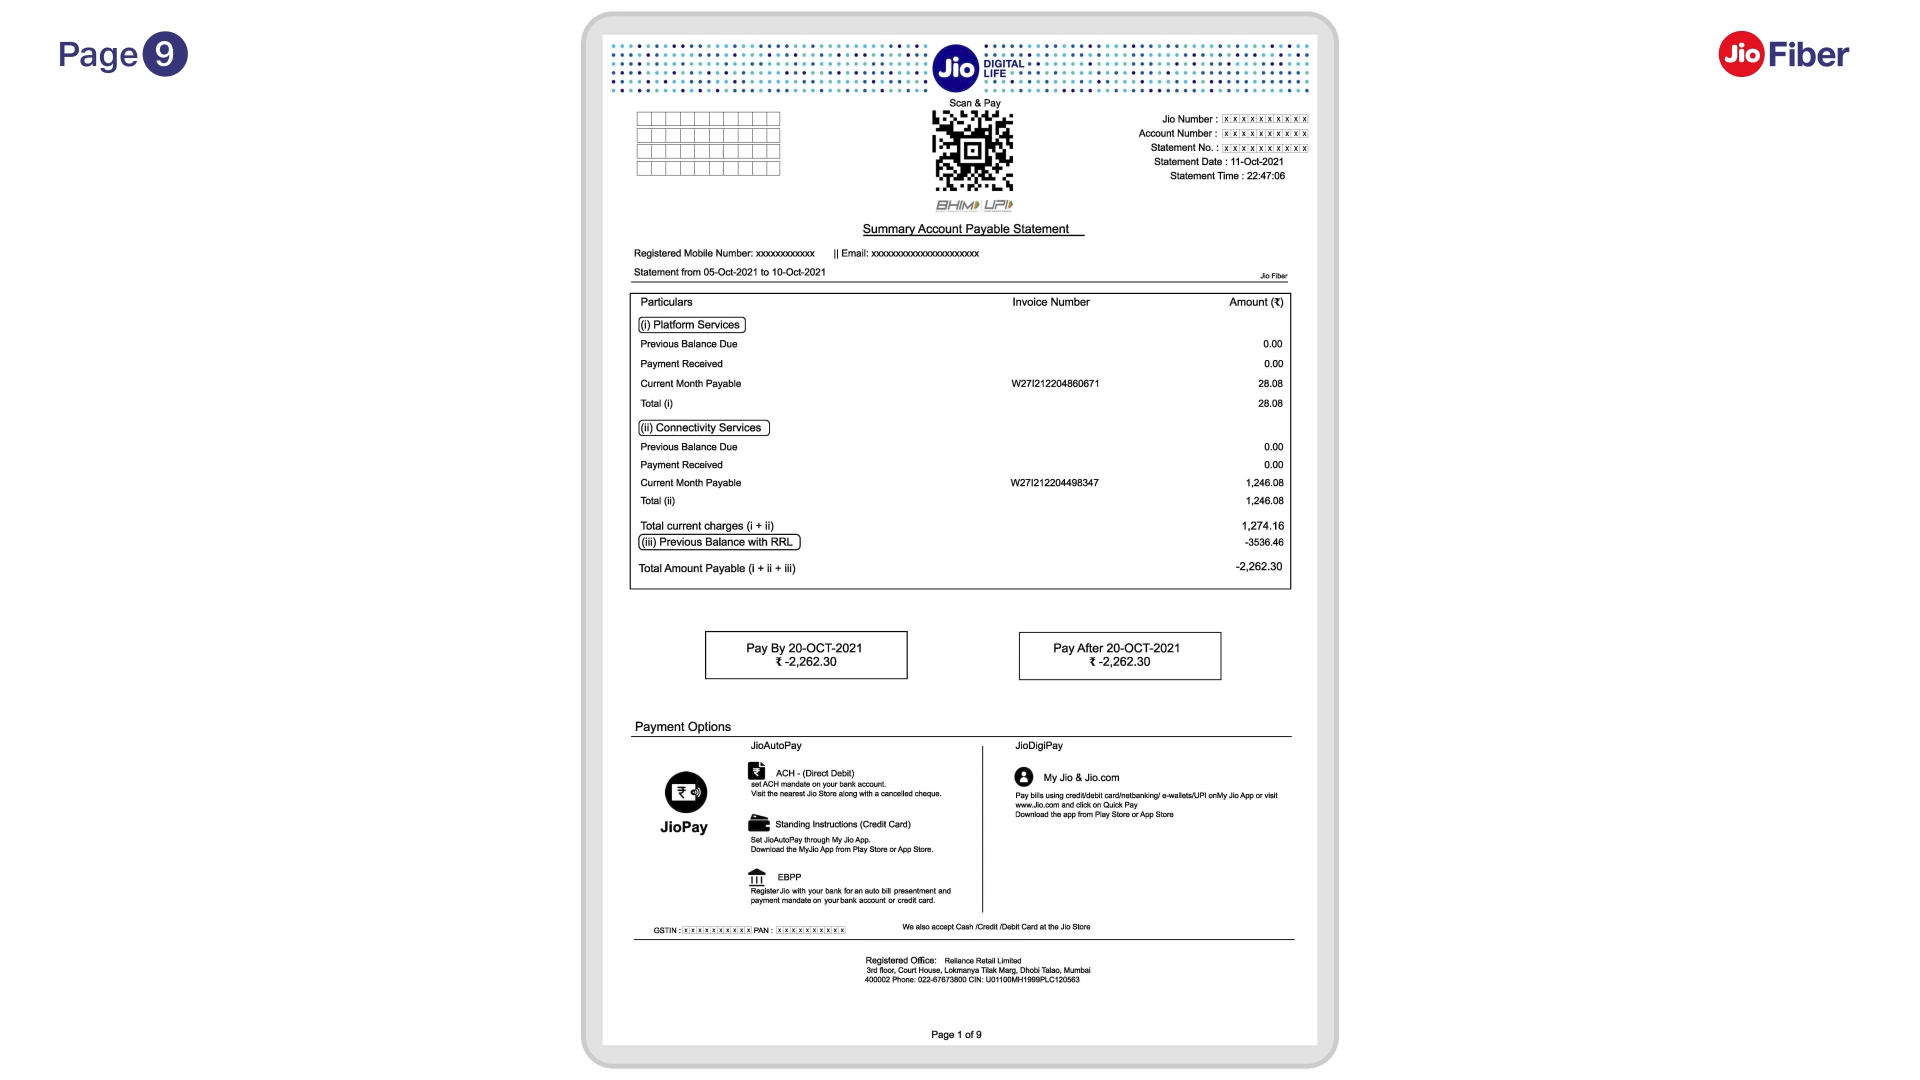 Page 9
Jio Fiber
Jio DIGITAL LIFE
Scan & Pay
Jio Number : x x x x x x x x x x
Account Number : x x x x x x x x x x
Statement No. : x x x x x x x x x x
Statement Date : 11-Oct-2021
Statement Time : 22:47:06
BHIM UPI
Summary Account Payable Statement
Registered Mobile Number: xxxxxxxxxxxx || Email: xxxxxxxxxxxxxxxxxxxxxx
Statement from 05-Oct-2021 to 10-Oct-2021
Jio Fiber
Particulars Invoice Number Amount (₹)
(i) Platform Services
Previous Balance Due 0.00
Payment Received 0.00
Current Month Payable W27I212204860671 28.08
Total (i) 28.08
(ii) Connectivity Services
Previous Balance Due 0.00
Payment Received 0.00
Current Month Payable W27I212204498347 1,246.08
Total (ii) 1,246.08
Total current charges (i + ii) 1,274.16
(iii) Previous Balance with RRL -3536.46
Total Amount Payable (i + ii + iii) -2,262.30
Pay By 20-OCT-2021
₹ -2,262.30
Pay After 20-OCT-2021
₹ -2,262.30
Payment Options
JioPay
JioAutoPay
ACH - (Direct Debit)
set ACH mandate on your bank account.
Visit the nearest Jio Store along with a cancelled cheque.
Standing Instructions (Credit Card)
Set JioAutoPay through My Jio App.
Download the MyJio App from Play Store or App Store.
EBPP
Register Jio with your bank for an auto bill presentment and
payment mandate on your bank account or credit card.
JioDigiPay
My Jio & Jio.com
Pay bills using credit/debit card/netbanking/ e-wallets/UPI onMy Jio App or visit
www.Jio.com and click on Quick Pay
Download the app from Play Store or App Store
GSTIN : x x x x x x x x x x PAN : x x x x x x x x x x
We also accept Cash /Credit /Debit Card at the Jio Store
Registered Office: Reliance Retail Limited
3rd floor, Court House, Lokmanya Tilak Marg, Dhobi Talao, Mumbai
400002 Phone: 022-67673800 CIN: U01100MH1999PLC120563
Page 1 of 9